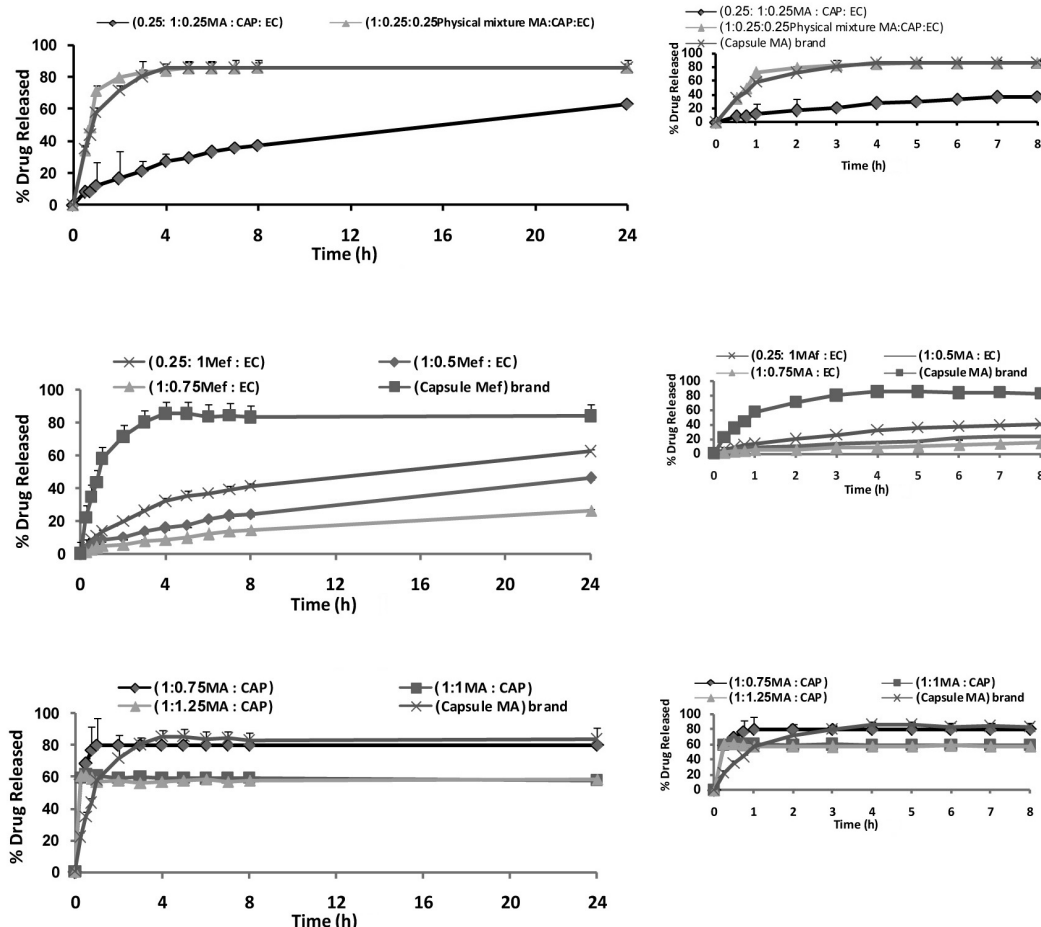 (0.25: 1:0.25MA : CAP: EC)
(1:0.25:0.25Physical mixture MA:CAP:EC)
% Drug Released
100
80
60
40
20
0
0 4 8 12 16 20 24
Time (h)
(0.25: 1:0.25MA : CAP: EC)
(1:0.25:0.25Physical mixture MA:CAP:EC)
(Capsule MA) brand
% Drug Released
100
80
60
40
20
0
0 1 2 3 4 5 6 7 8
Time (h)
(0.25: 1Mef : EC) (1:0.5Mef : EC)
(1:0.75Mef : EC) (Capsule Mef) brand
% Drug Released
100
80
60
40
20
0
0 4 8 12 16 20 24
Time (h)
(0.25: 1MAf : EC) (1:0.5MA : EC)
(1:0.75MA : EC) (Capsule MA) brand
% Drug Released
100
80
60
40
20
0
0 1 2 3 4 5 6 7 8
Time (h)
(1:0.75MA : CAP) (1:1MA : CAP)
(1:1.25MA : CAP) (Capsule MA) brand
% Drug Released
100
80
60
40
20
0
0 4 8 12 16 20 24
Time (h)
(1:0.75MA : CAP) (1:1MA : CAP)
(1:1.25MA : CAP) (Capsule MA) brand
% Drug Released
100
80
60
40
20
0
0 1 2 3 4 5 6 7 8
Time (h)